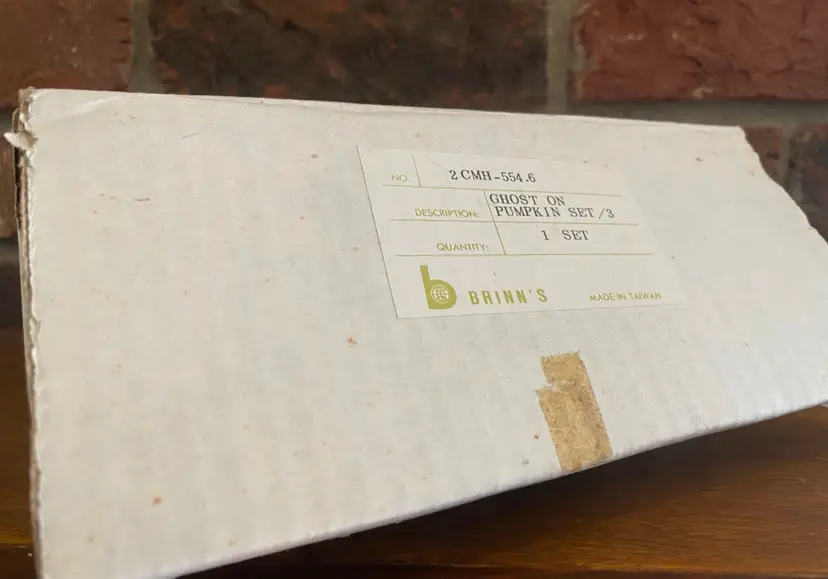 NO. 2 CMH-554.6
DESCRIPTION: GHOST ON
PUMPKIN SET/3
QUANTITY: 1 SET
b BRINN'S MADE IN TAIWAN